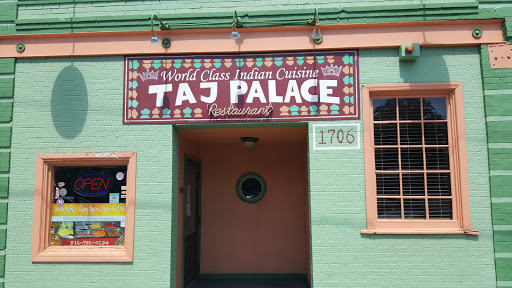 World Class Indian Cuisine
TAJ PALACE
Restaurant
1706
OPEN